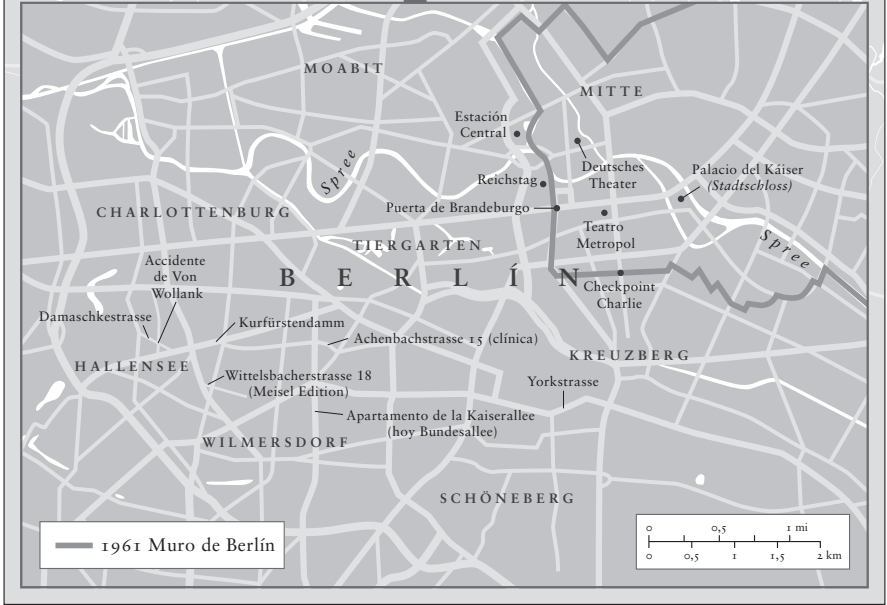 MOABIT
MITTE
Estación
Central
Spree
Deutsches
Theater
Reichstag
Palacio del Káiser
(Stadtschloss)
Puerta de Brandeburgo
CHARLOTTENBURG
Teatro
Metropol
TIERGARTEN
Spree
Accidente
de Von
Wollank
BERLÍN
Checkpoint
Charlie
Damaschkestrasse
Kurfürstendamm
Achenbachstrasse 15 (clínica)
HALLENSEE
KREUZBERG
Wittelsbacherstrasse 18
(Meisel Edition)
Yorkstrasse
Apartamento de la Kaiserallee
(hoy Bundesallee)
WILMERSDORF
SCHÖNEBERG
1961 Muro de Berlín
0 0,5 1 mi
0 0,5 1 1,5 2 km